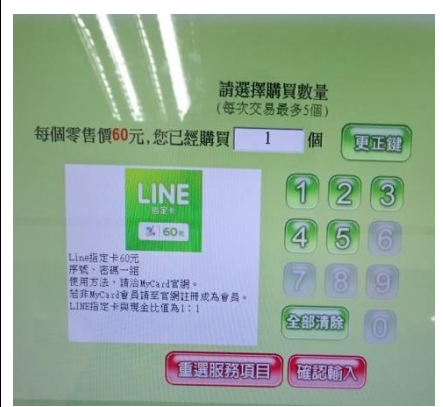 請選擇購買數量
(每次交易最多5個)
每個零售價60元,您已經購買 1 個 更正鍵
LINE
指定卡
60元
Line指定卡60元
序號、密碼一組
使用方法,請洽MyCard官網。
若非MyCard會員請至官網註冊成為會員。
LINE指定卡與現金比值為1:1
1 2 3
4 5 6
7 8 9
全部清除 0
重選服務項目 確認輸入